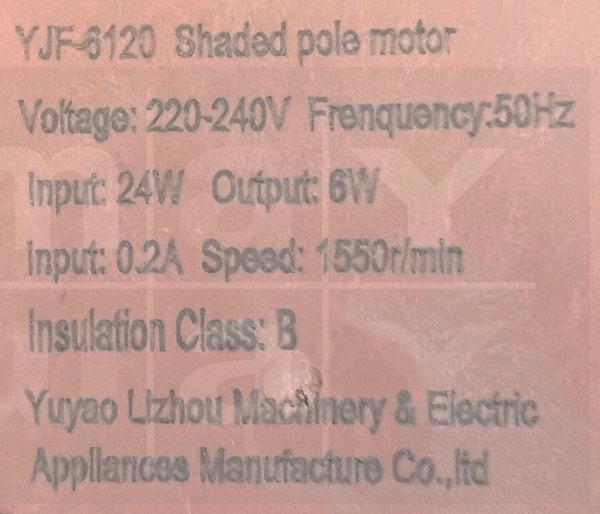 YJF-6120 Shaded pole motor
Voltage: 220-240V Frenquency:50Hz
Input: 24W Output: 6W
Input: 0.2A Speed: 1550r/min
Insulation Class: B
Yuyao Lizhou Machinery & Electric
Appliances Manufacture Co.,ltd